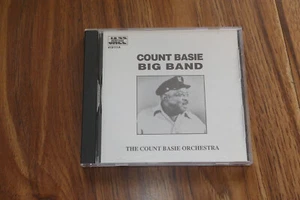 COUNT BASIE
BIG BAND
THE COUNT BASIE ORCHESTRA